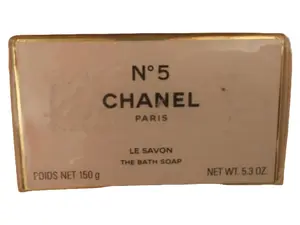 N°5
CHANEL
PARIS
LE SAVON
THE BATH SOAP
POIDS NET 150 g NET WT. 5.3 OZ.